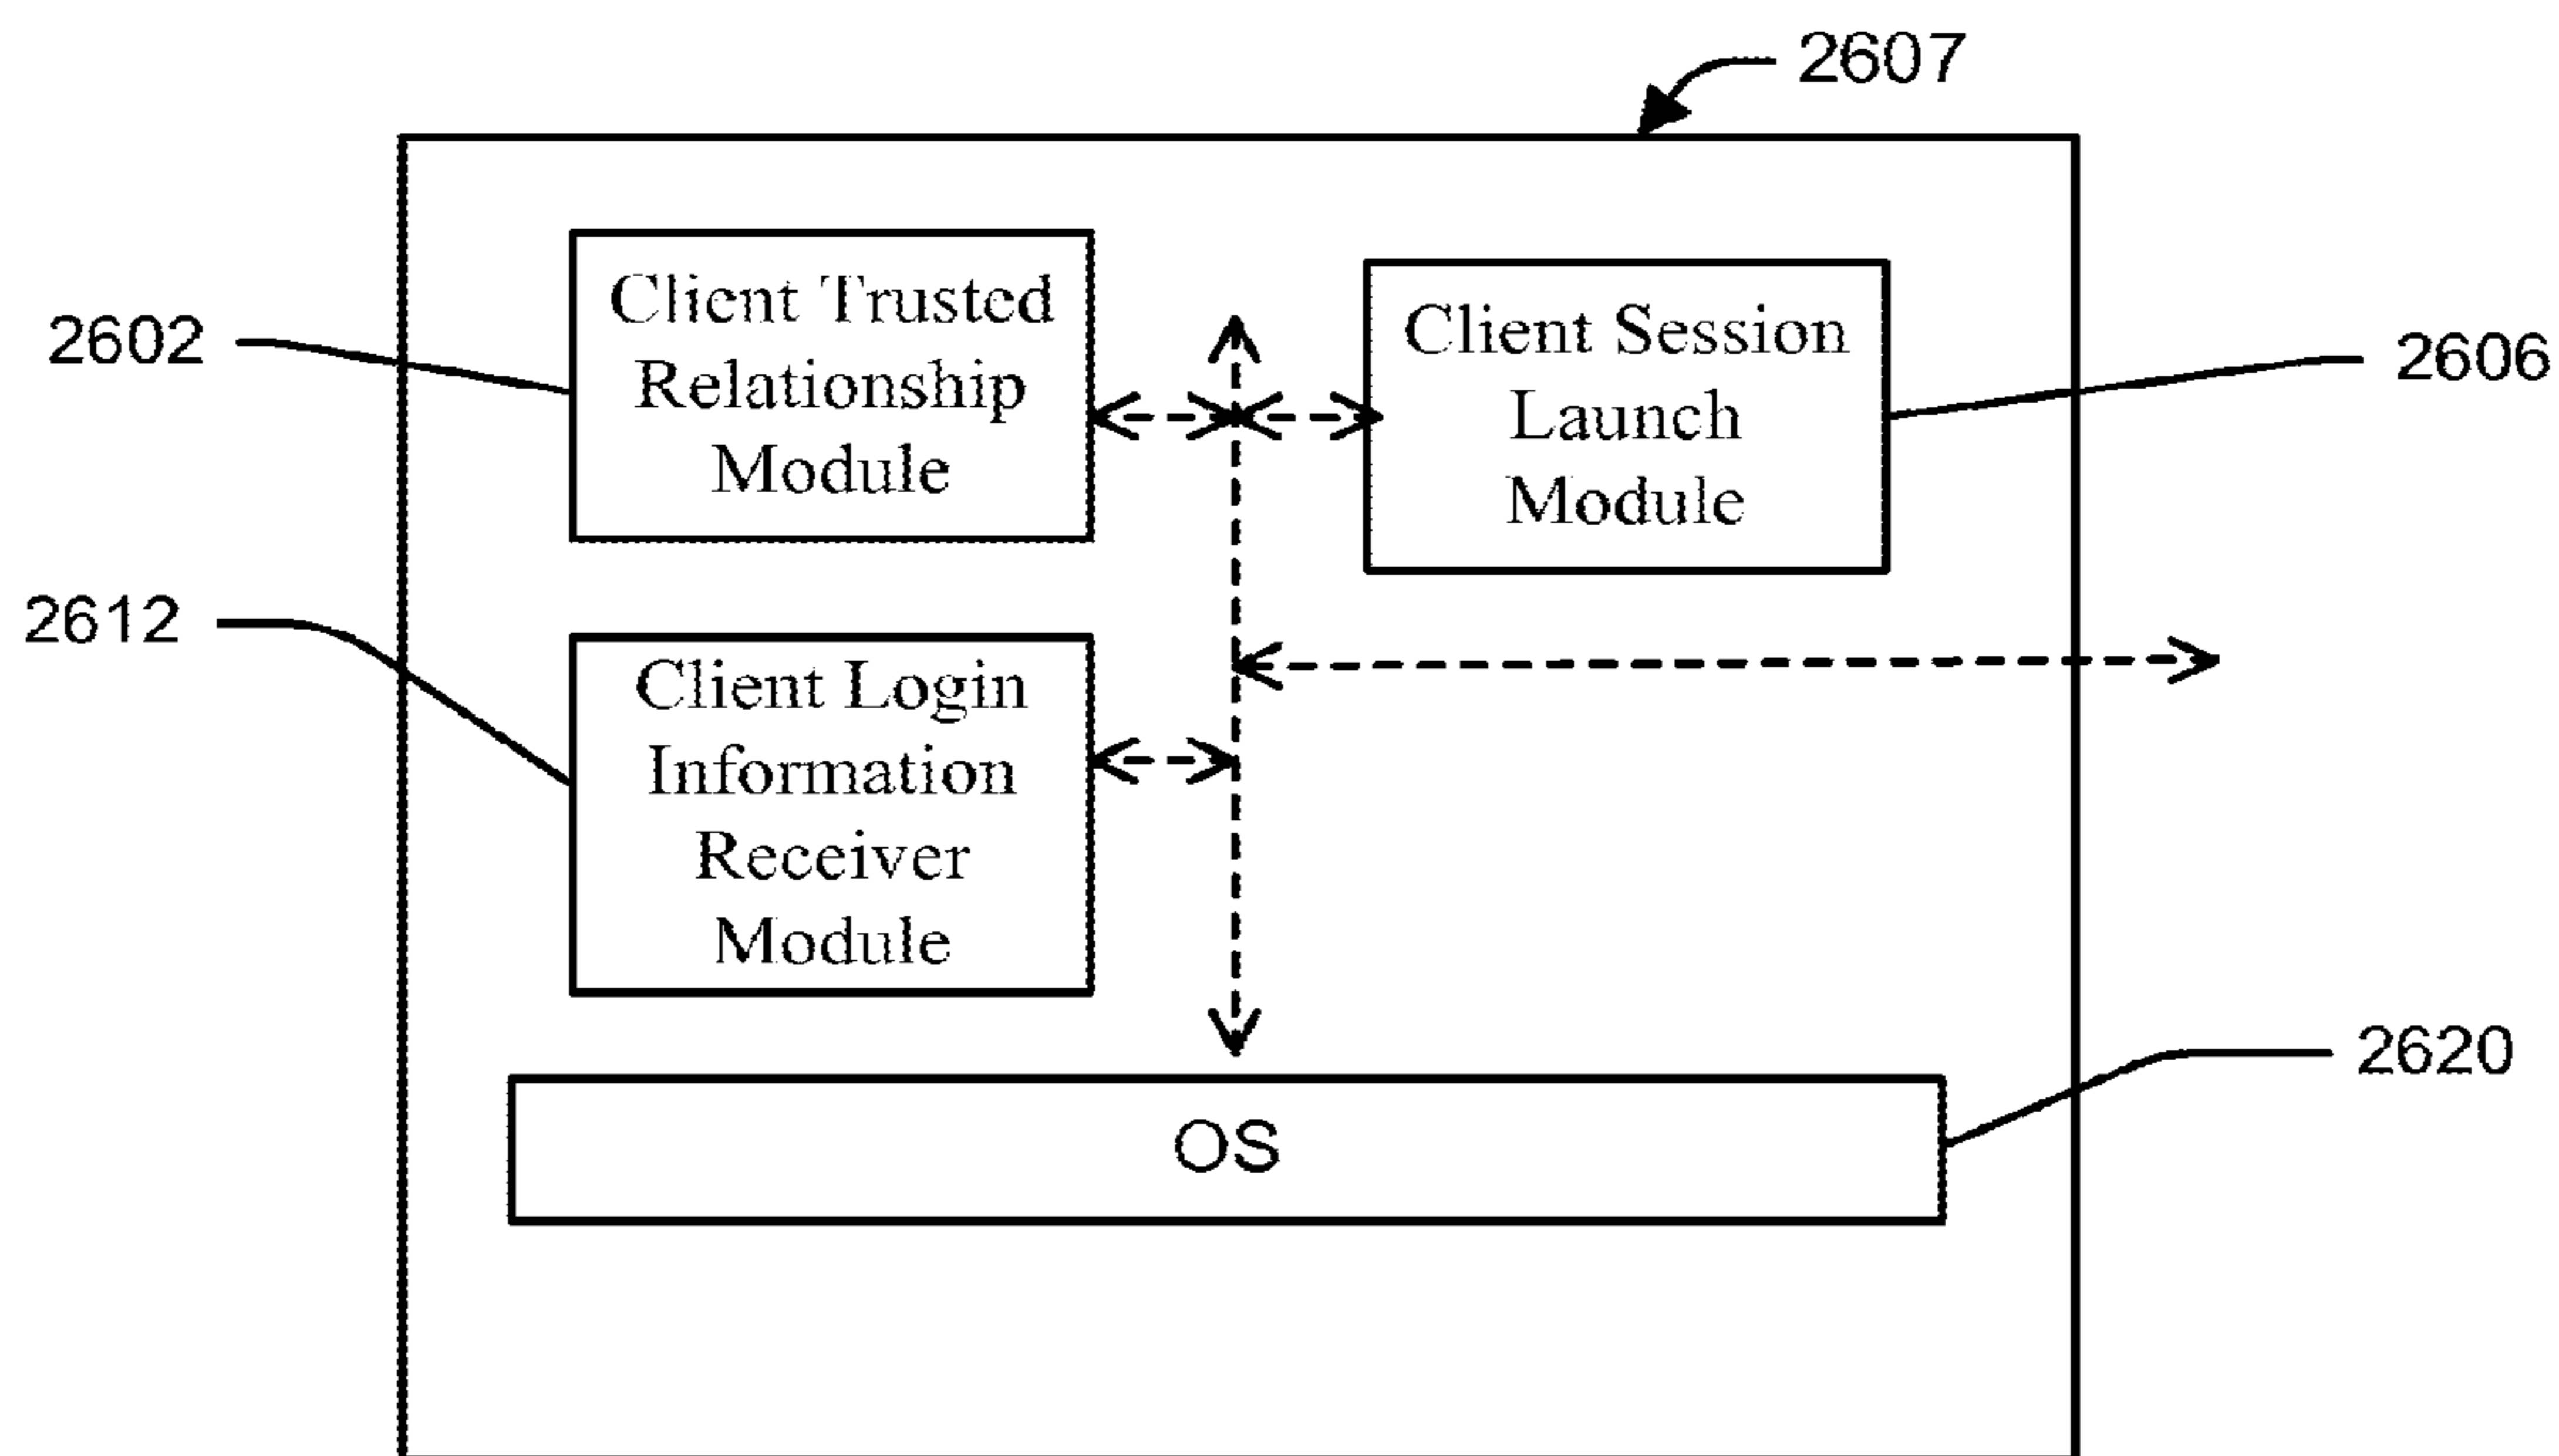 2607
Client Trusted
Relationship
Module
Client Session
Launch
Module
2602
2606
2612
Client Login
Information
Receiver
Module
2620
OS